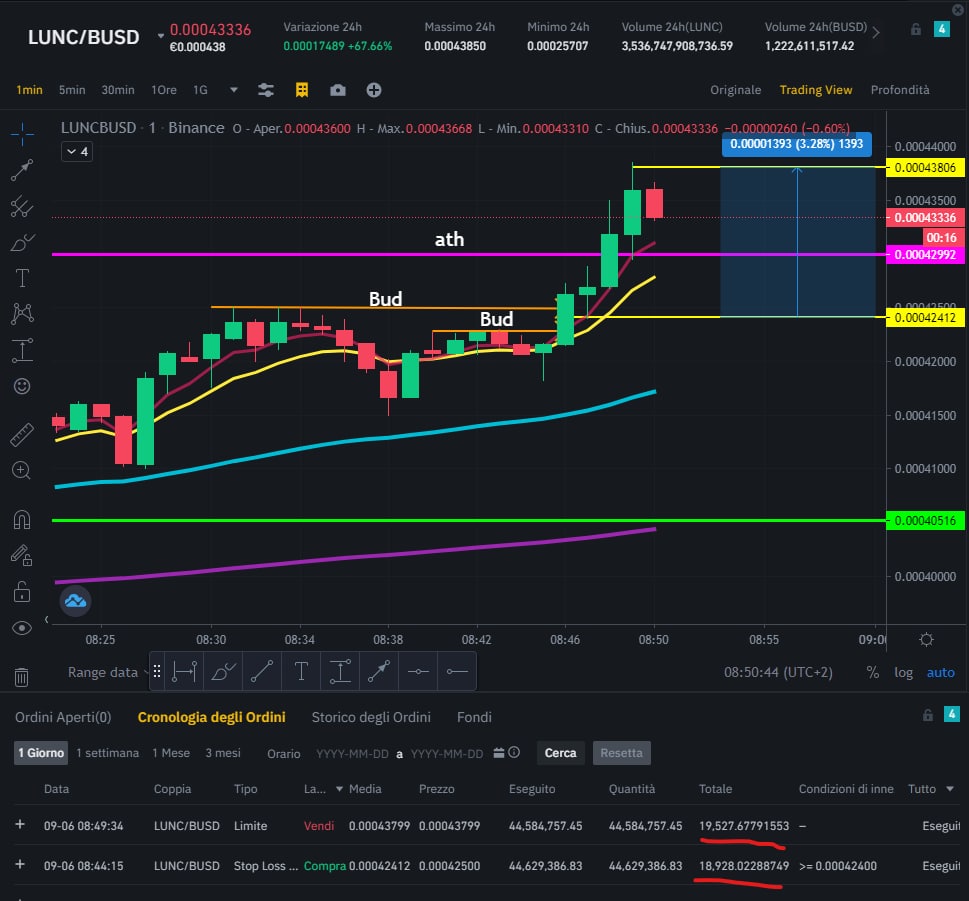 LUNC/BUSD
0.00043336
€0.000438
Variazione 24h
0.00017489 +67.66%
Massimo 24h
0.00043850
Minimo 24h
0.00025707
Volume 24h(LUNC)
3,536,747,908,736.59
Volume 24h(BUSD)
1,222,611,517.42
4
1min 5min 30min 1Ore 1G
Originale Trading View Profondità
LUNCBUSD · 1 · Binance O - Aper.0.00043600 H - Max.0.00043668 L - Min.0.00043310 C - Chius.0.00043336 −0.00000260 (−0.60%)
4
0.00001393 (3.28%) 1393
0.00044000
0.00043806
0.00043500
0.00043336
00:16
ath
0.00042992
Bud
0.00042500
Bud
0.00042412
0.00042000
0.00041500
0.00041000
0.00040516
0.00040000
08:25 08:30 08:34 08:38 08:42 08:46 08:50 08:55 09:00
Range data
T
08:50:44 (UTC+2) % log auto
Ordini Aperti(0) Cronologia degli Ordini Storico degli Ordini Fondi
4
1 Giorno 1 settimana 1 Mese 3 mesi Orario YYYY-MM-DD a YYYY-MM-DD Cerca Resetta
Data Coppia Tipo La... Media Prezzo Eseguito Quantità Totale Condizioni di inne Tutto
+ 09-06 08:49:34 LUNC/BUSD Limite Vendi 0.00043799 0.00043799 44,584,757.45 44,584,757.45 19,527.67791553 – Eseguit
+ 09-06 08:44:15 LUNC/BUSD Stop Loss ... Compra 0.00042412 0.00042500 44,629,386.83 44,629,386.83 18,928.02288749 >= 0.00042400 Eseguit